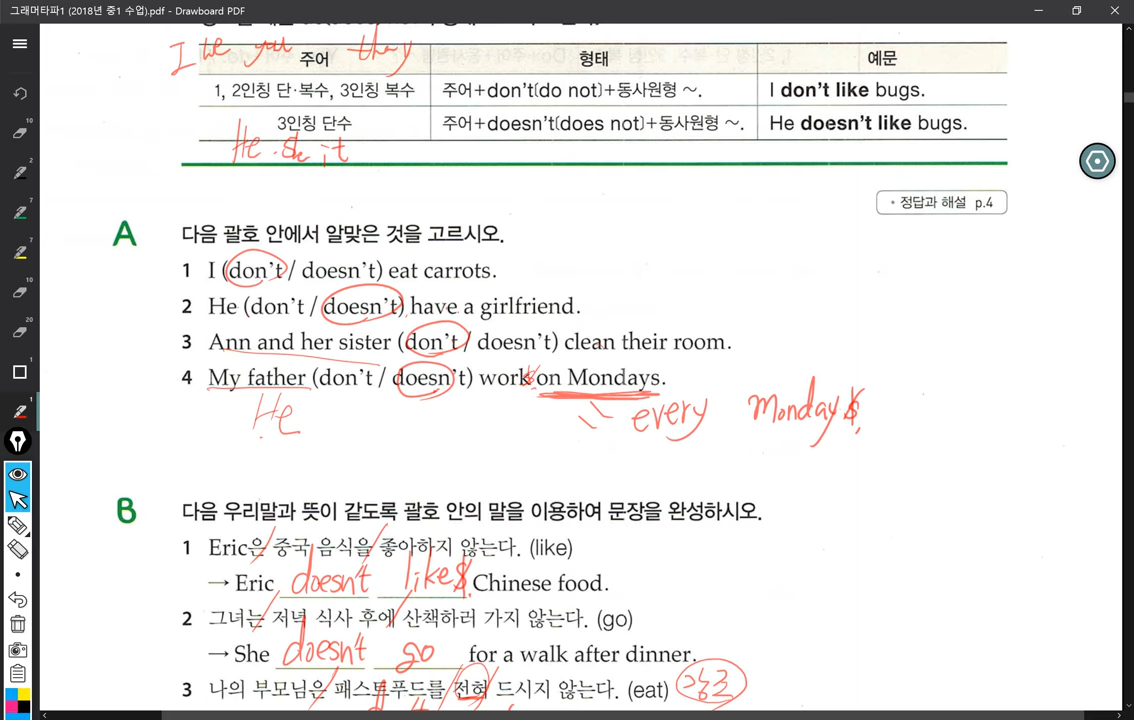 그래머타파1 (2018년 중1 수업).pdf - Drawboard PDF
I we you they
주어 형태 예문
1, 2인칭 단·복수, 3인칭 복수 주어+don't(do not)+동사원형 ~. I don't like bugs.
3인칭 단수 주어+doesn't(does not)+동사원형 ~. He doesn't like bugs.
He. sh it
• 정답과 해설 p.4
A 다음 괄호 안에서 알맞은 것을 고르시오.
1 I (don't / doesn't) eat carrots.
2 He (don't / doesn't) have a girlfriend.
3 Ann and her sister (don't / doesn't) clean their room.
4 My father (don't / doesn't) work on Mondays.
He every Monday
B 다음 우리말과 뜻이 같도록 괄호 안의 말을 이용하여 문장을 완성하시오.
1 Eric은 중국 음식을 좋아하지 않는다. (like)
→ Eric doesn't like Chinese food.
2 그녀는 저녁 식사 후에 산책하러 가지 않는다. (go)
→ She doesn't go for a walk after dinner.
3 나의 부모님은 패스트푸드를 전혀 드시지 않는다. (eat) 강조